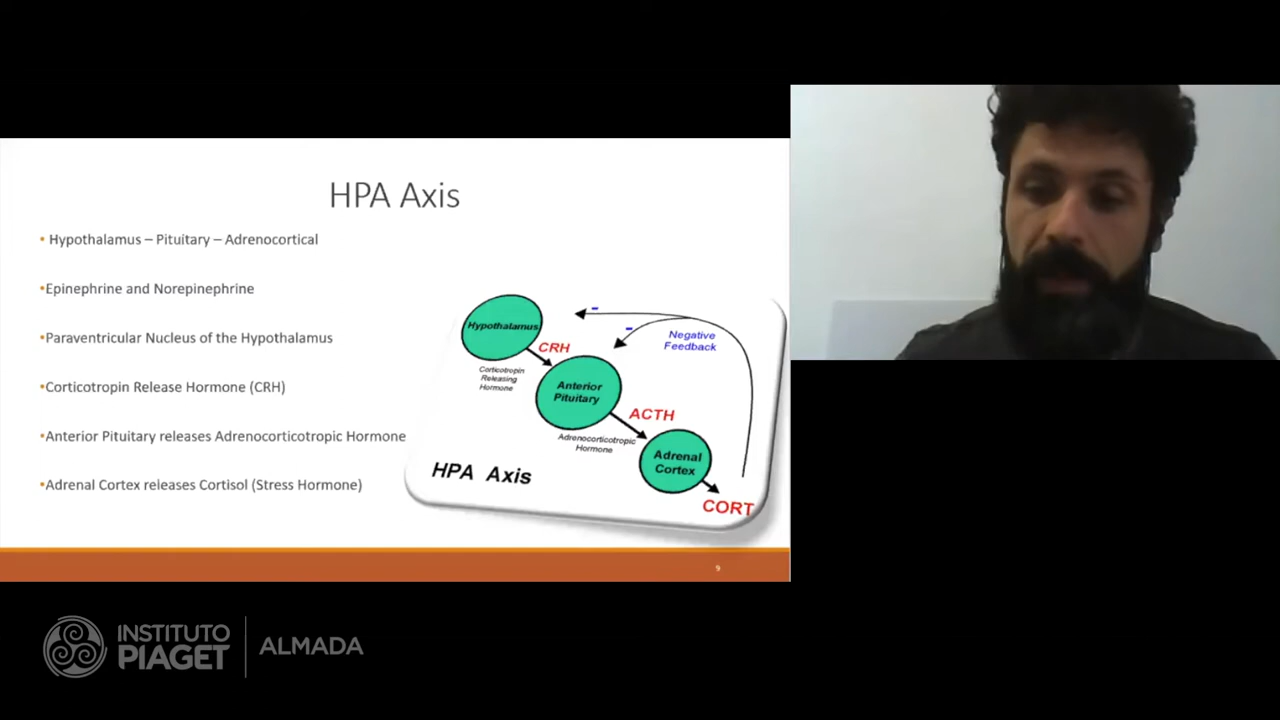 HPA Axis
• Hypothalamus – Pituitary – Adrenocortical
•Epinephrine and Norepinephrine
•Paraventricular Nucleus of the Hypothalamus
•Corticotropin Release Hormone (CRH)
•Anterior Pituitary releases Adrenocorticotropic Hormone
•Adrenal Cortex releases Cortisol (Stress Hormone)
Hypothalamus
-
-
Negative
Feedback
CRH
Corticotropin
Releasing
Hormone
Anterior
Pituitary
ACTH
Adrenocorticotropic
Hormone
Adrenal
Cortex
HPA Axis
CORT
9
INSTITUTO
PIAGET
ALMADA